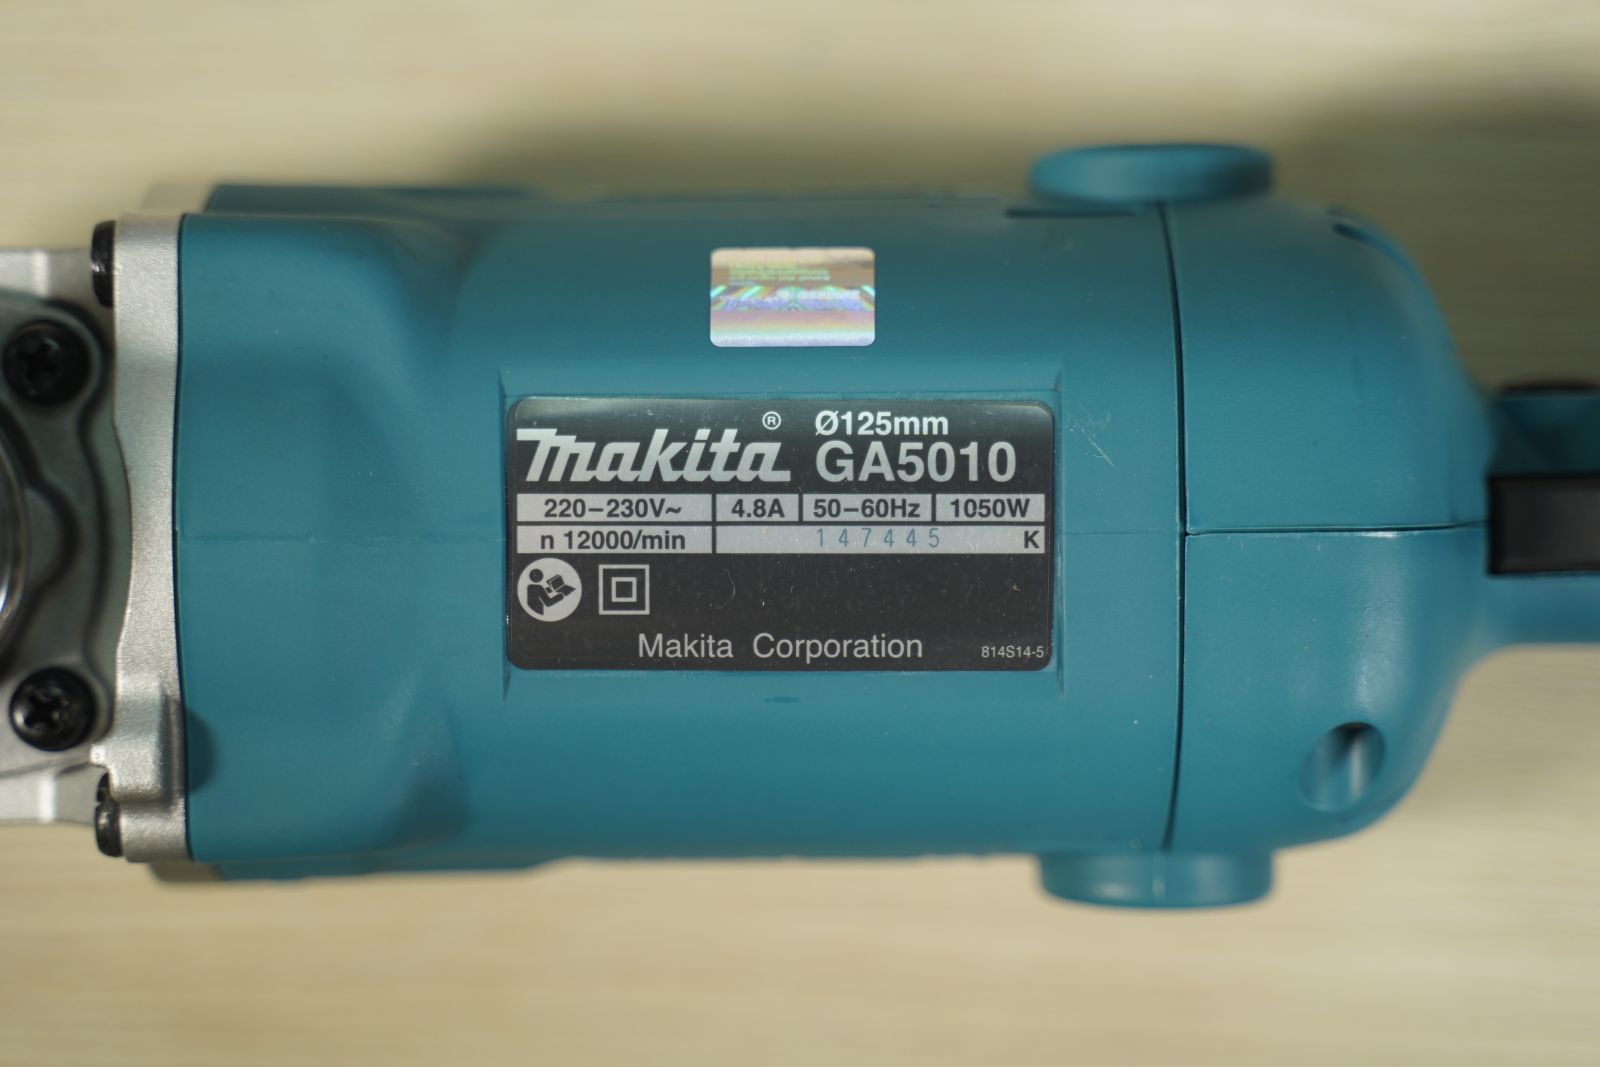 makita® Ø125mm
GA5010
220–230V~ 4.8A 50–60Hz 1050W
n 12000/min 147445 K
Makita Corporation 814S14-5